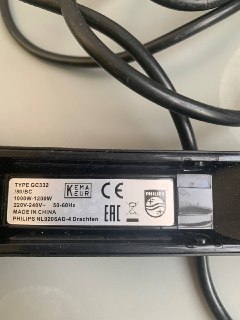 TYPE GC332
/80/BC
1000W-1200W
220V-240V~ 50-60Hz
MADE IN CHINA
PHILIPS NL9206AD-4 Drachten
KEMA
KEUR
CE
EAC
PHILIPS